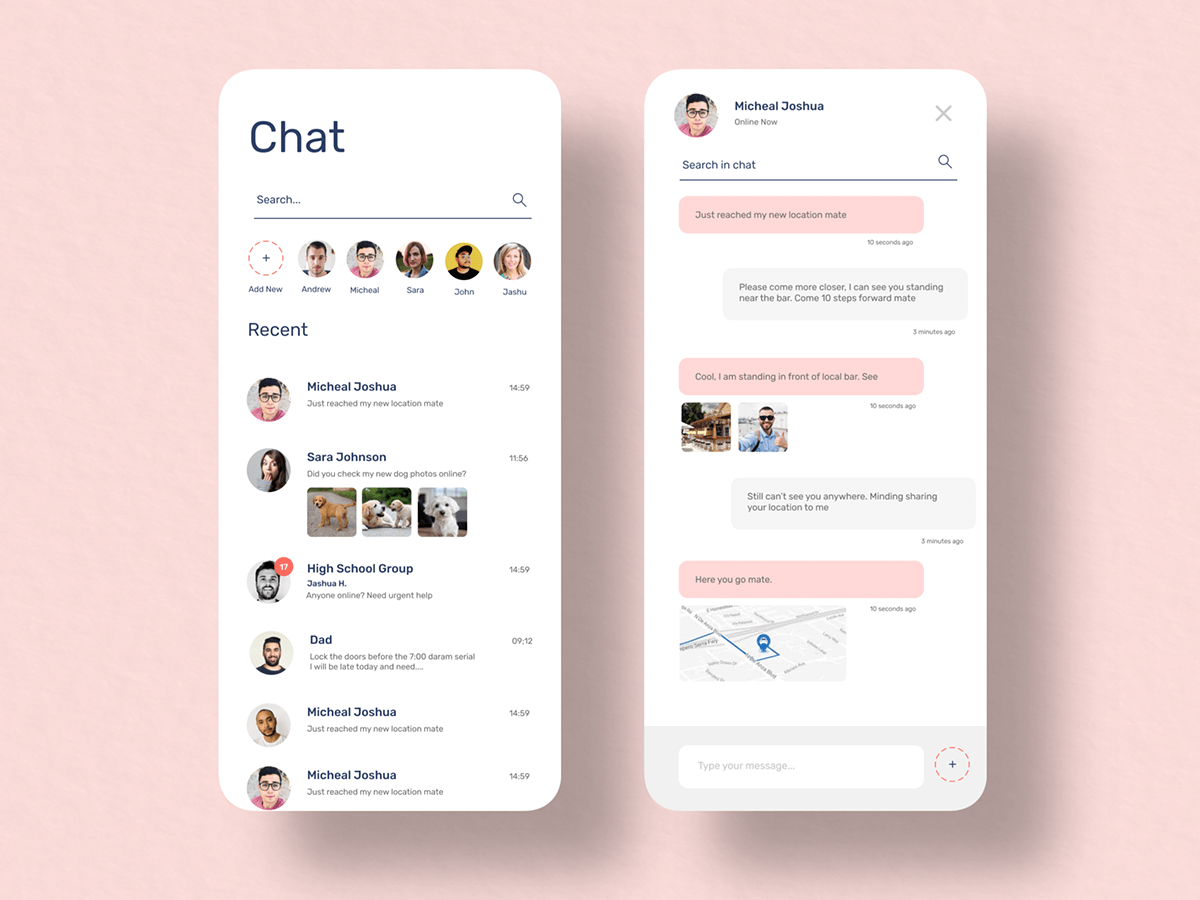 Chat
Search...
+
Add New
Andrew
Micheal
Sara
John
Jashu
Recent
Micheal Joshua
14:59
Just reached my new location mate
Sara Johnson
11:56
Did you check my new dog photos online?
17
High School Group
14:59
Jashua H.
Anyone online? Need urgent help
Dad
09;12
Lock the doors before the 7:00 daram serial
I will be late today and need....
Micheal Joshua
14:59
Just reached my new location mate
Micheal Joshua
14:59
Just reached my new location mate
Micheal Joshua
Online Now
Search in chat
Just reached my new location mate
10 seconds ago
Please come more closer, I can see you standing
near the bar. Come 10 steps forward mate
3 minutes ago
Cool, I am standing in front of local bar. See
10 seconds ago
Still can't see you anywhere. Minding sharing
your location to me
3 minutes ago
Here you go mate.
10 seconds ago
Type your message...
+